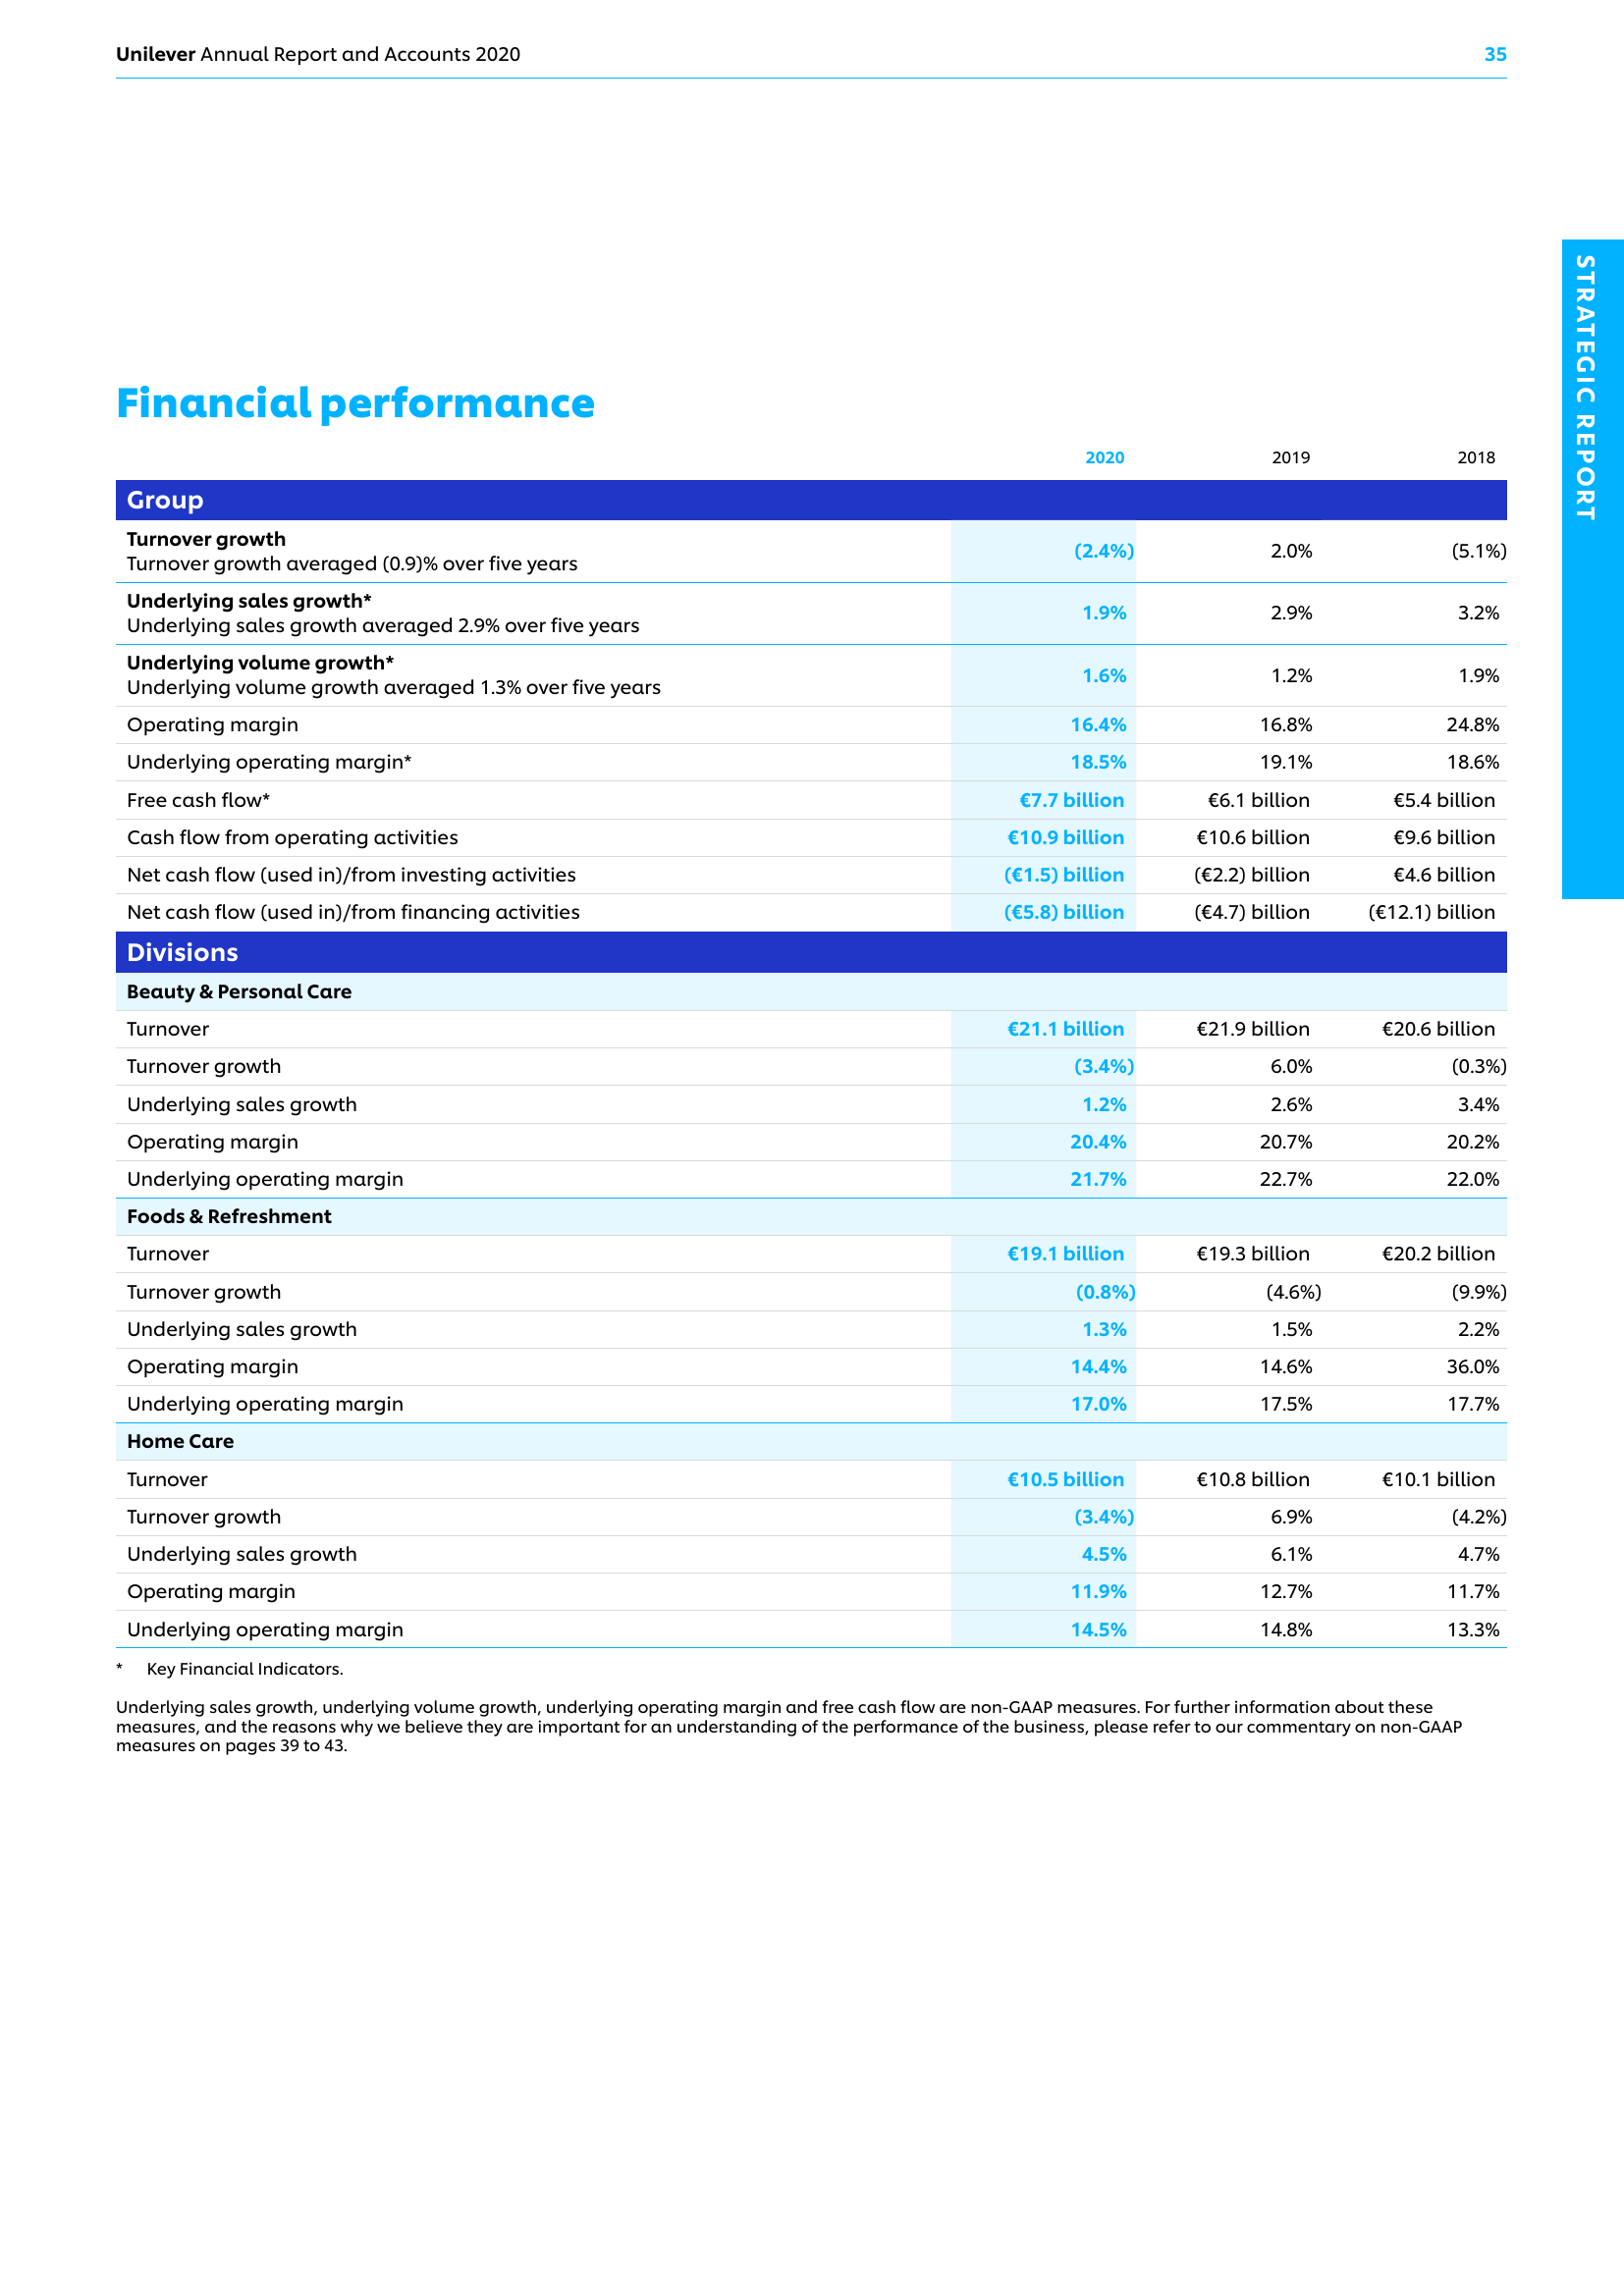 Unilever Annual Report and Accounts 2020 35
STRATEGIC REPORT
Financial performance
2020 2019 2018
Group
Turnover growth
Turnover growth averaged (0.9)% over five years (2.4%) 2.0% (5.1%)
Underlying sales growth*
Underlying sales growth averaged 2.9% over five years 1.9% 2.9% 3.2%
Underlying volume growth*
Underlying volume growth averaged 1.3% over five years 1.6% 1.2% 1.9%
Operating margin 16.4% 16.8% 24.8%
Underlying operating margin* 18.5% 19.1% 18.6%
Free cash flow* €7.7 billion €6.1 billion €5.4 billion
Cash flow from operating activities €10.9 billion €10.6 billion €9.6 billion
Net cash flow (used in)/from investing activities (€1.5) billion (€2.2) billion €4.6 billion
Net cash flow (used in)/from financing activities (€5.8) billion (€4.7) billion (€12.1) billion
Divisions
Beauty & Personal Care
Turnover €21.1 billion €21.9 billion €20.6 billion
Turnover growth (3.4%) 6.0% (0.3%)
Underlying sales growth 1.2% 2.6% 3.4%
Operating margin 20.4% 20.7% 20.2%
Underlying operating margin 21.7% 22.7% 22.0%
Foods & Refreshment
Turnover €19.1 billion €19.3 billion €20.2 billion
Turnover growth (0.8%) (4.6%) (9.9%)
Underlying sales growth 1.3% 1.5% 2.2%
Operating margin 14.4% 14.6% 36.0%
Underlying operating margin 17.0% 17.5% 17.7%
Home Care
Turnover €10.5 billion €10.8 billion €10.1 billion
Turnover growth (3.4%) 6.9% (4.2%)
Underlying sales growth 4.5% 6.1% 4.7%
Operating margin 11.9% 12.7% 11.7%
Underlying operating margin 14.5% 14.8% 13.3%
* Key Financial Indicators.
Underlying sales growth, underlying volume growth, underlying operating margin and free cash flow are non-GAAP measures. For further information about these
measures, and the reasons why we believe they are important for an understanding of the performance of the business, please refer to our commentary on non-GAAP
measures on pages 39 to 43.